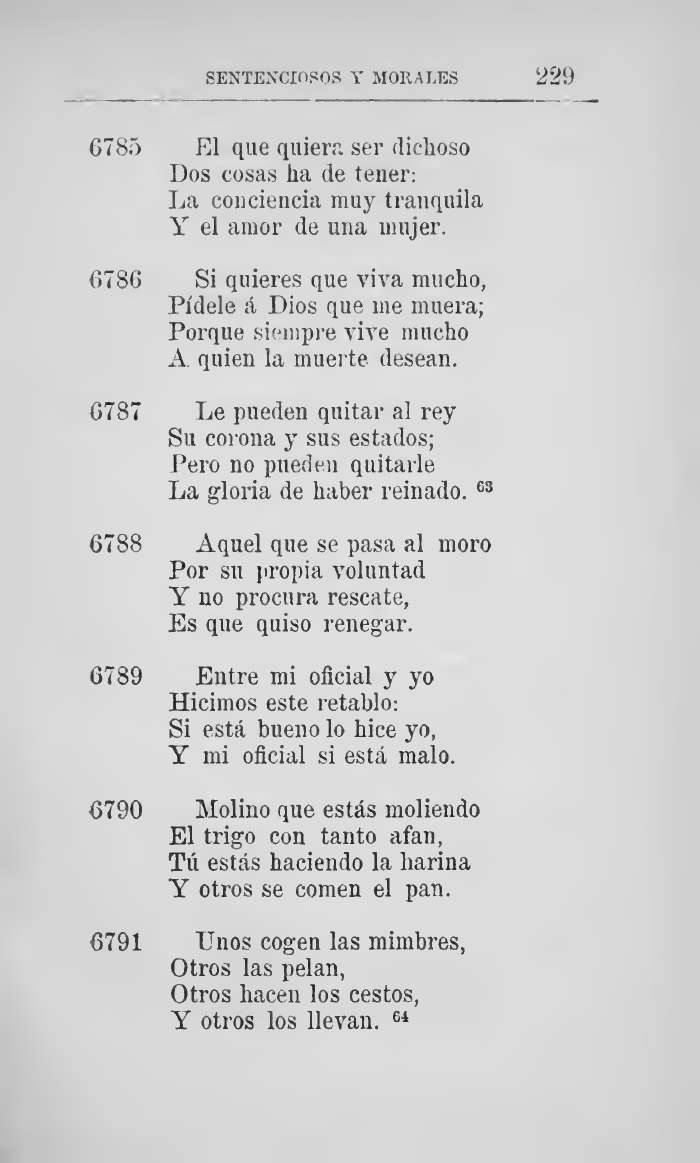 SENTENCIOSOS Y MORALES 229
6785 El que quiera ser dichoso
Dos cosas ha de tener:
La conciencia muy tranquila
Y el amor de una mujer.
6786 Si quieres que viva mucho,
Pídele á Dios que me muera;
Porque siempre vive mucho
A quien la muerte desean.
6787 Le pueden quitar al rey
Su corona y sus estados;
Pero no pueden quitarle
La gloria de haber reinado. 63
6788 Aquel que se pasa al moro
Por su propia voluntad
Y no procura rescate,
Es que quiso renegar.
6789 Entre mi oficial y yo
Hicimos este retablo:
Si está bueno lo hice yo,
Y mi oficial si está malo.
6790 Molino que estás moliendo
El trigo con tanto afan,
Tú estás haciendo la harina
Y otros se comen el pan.
6791 Unos cogen las mimbres,
Otros las pelan,
Otros hacen los cestos,
Y otros los llevan. 64